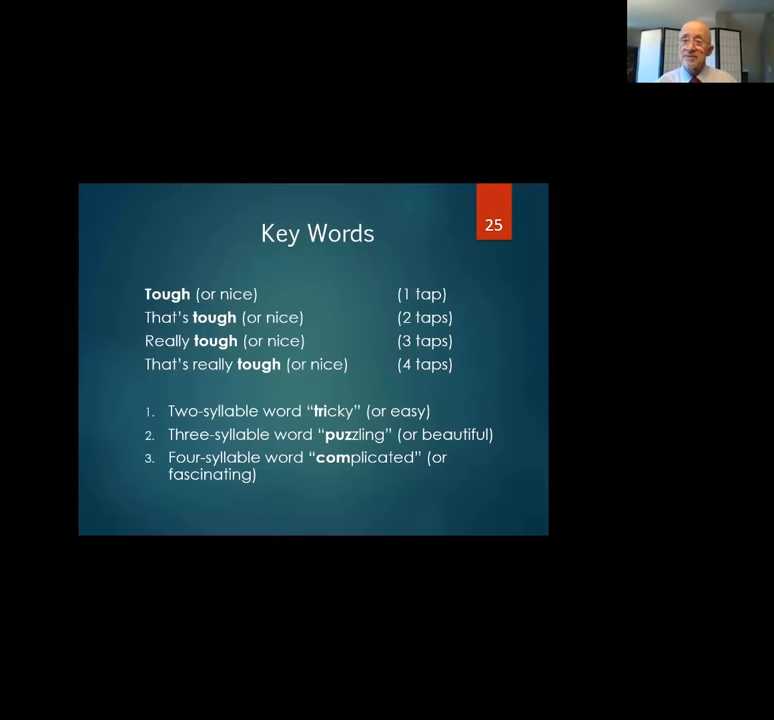 Key Words
25
Tough (or nice) (1 tap)
That's tough (or nice) (2 taps)
Really tough (or nice) (3 taps)
That's really tough (or nice) (4 taps)
1. Two-syllable word “tricky” (or easy)
2. Three-syllable word “puzzling” (or beautiful)
3. Four-syllable word “complicated” (or
fascinating)